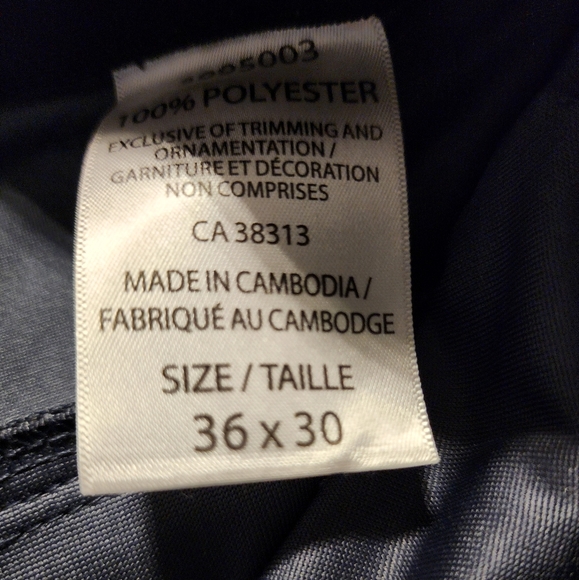 100% POLYESTER
EXCLUSIVE OF TRIMMING AND
ORNAMENTATION /
GARNITURE ET DÉCORATION
NON COMPRISES
CA 38313
MADE IN CAMBODIA /
FABRIQUÉ AU CAMBODGE
SIZE / TAILLE
36 x 30